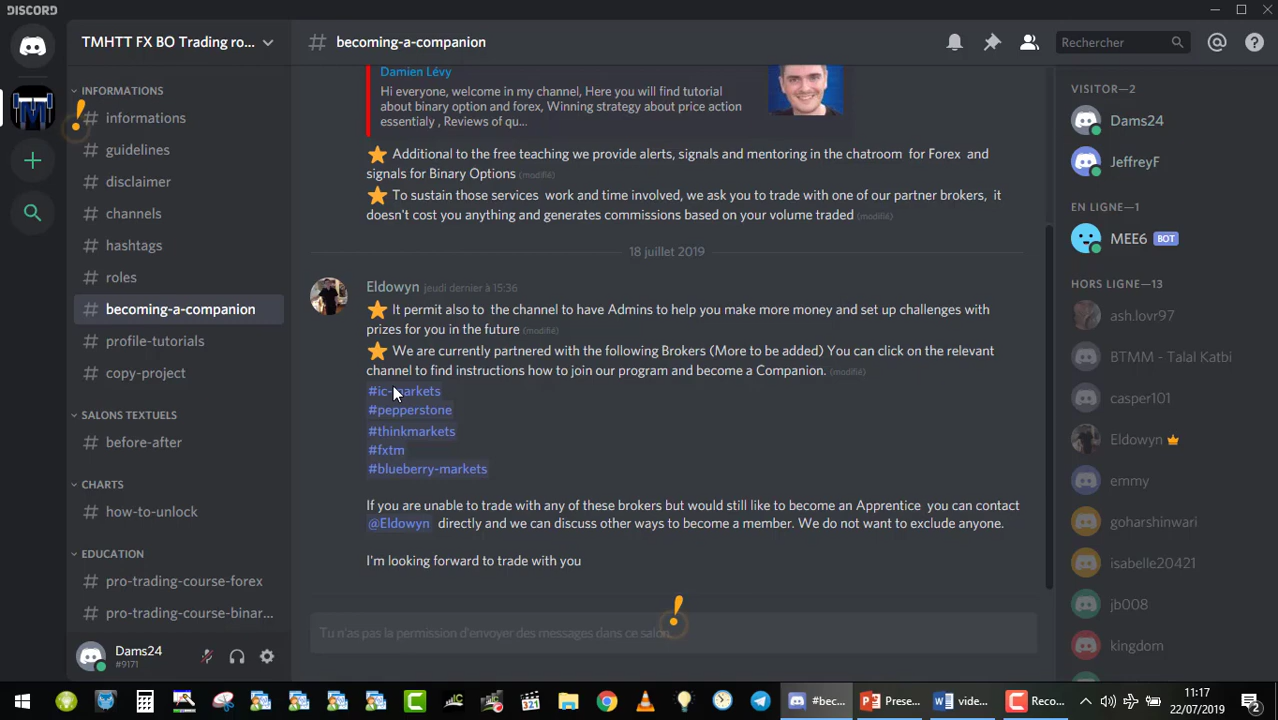 DISCORD
TMHTT FX BO Trading ro...
# becoming-a-companion
Rechercher
INFORMATIONS
# informations
# guidelines
# disclaimer
# channels
# hashtags
# roles
# becoming-a-companion
# profile-tutorials
# copy-project
SALONS TEXTUELS
# before-after
CHARTS
# how-to-unlock
EDUCATION
# pro-trading-course-forex
# pro-trading-course-binar...
Dams24
#9171
Damien Lévy
Hi everyone, welcome in my channel, Here you will find tutorial
about binary option and forex, Winning strategy about price action
essentialy , Reviews of qu...
Additional to the free teaching we provide alerts, signals and mentoring in the chatroom for Forex and
signals for Binary Options (modifié)
To sustain those services work and time involved, we ask you to trade with one of our partner brokers, it
doesn't cost you anything and generates commissions based on your volume traded (modifié)
18 juillet 2019
Eldowyn jeudi dernier à 15:36
It permit also to the channel to have Admins to help you make more money and set up challenges with
prizes for you in the future (modifié)
We are currently partnered with the following Brokers (More to be added) You can click on the relevant
channel to find instructions how to join our program and become a Companion. (modifié)
#ic-markets
#pepperstone
#thinkmarkets
#fxtm
#blueberry-markets
If you are unable to trade with any of these brokers but would still like to become an Apprentice you can contact
@Eldowyn directly and we can discuss other ways to become a member. We do not want to exclude anyone.
I'm looking forward to trade with you
Tu n'as pas la permission d'envoyer des messages dans ce salon.
VISITOR—2
Dams24
JeffreyF
EN LIGNE—1
MEE6 BOT
HORS LIGNE—13
ash.lovr97
BTMM - Talal Katbi
casper101
Eldowyn
emmy
goharshinwari
isabelle20421
jb008
kingdom
#bec...
Prese...
vide...
Reco...
11:17
22/07/2019
2